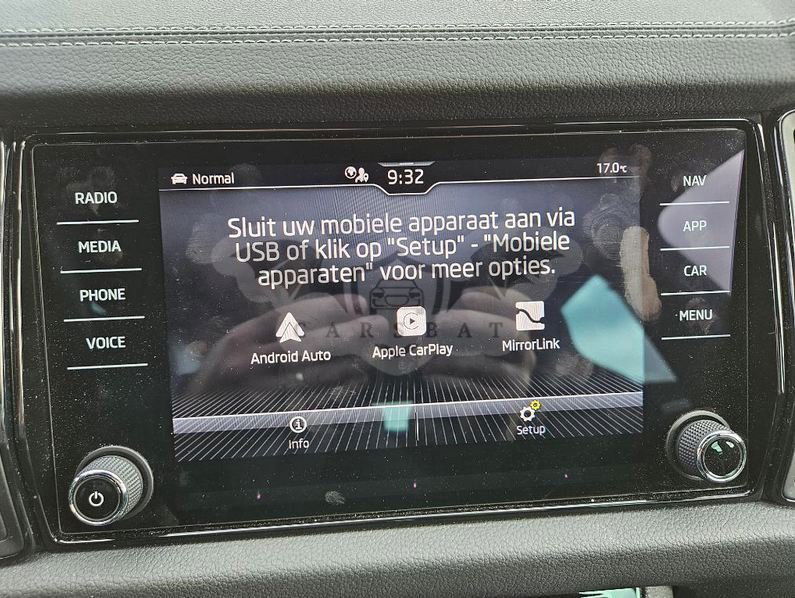 Normal
9:32
17.0°C
RADIO
MEDIA
PHONE
VOICE
NAV
APP
CAR
MENU
Sluit uw mobiele apparaat aan via
USB of klik op "Setup" - "Mobiele
apparaten" voor meer opties.
CARSEAT
Android Auto
Apple CarPlay
MirrorLink
Info
Setup